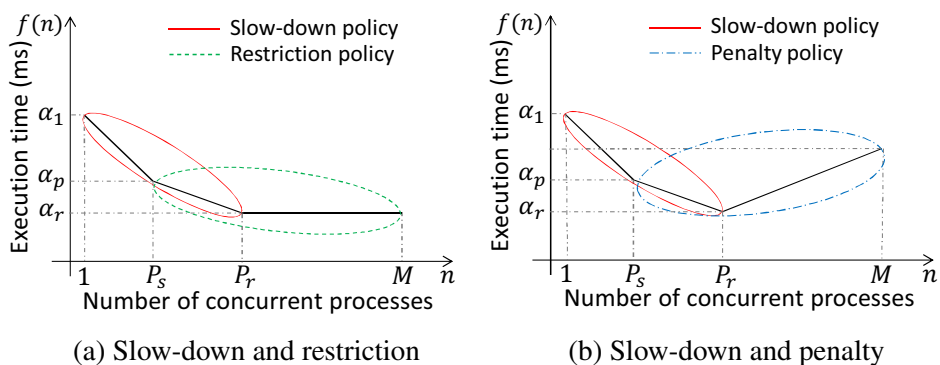 f(n)
Slow-down policy
Restriction policy
Execution time (ms)
α₁
αₚ
αᵣ
1 Pₛ Pᵣ M n
Number of concurrent processes
(a) Slow-down and restriction
f(n)
Slow-down policy
Penalty policy
Execution time (ms)
α₁
αₚ
αᵣ
1 Pₛ Pᵣ M n
Number of concurrent processes
(b) Slow-down and penalty